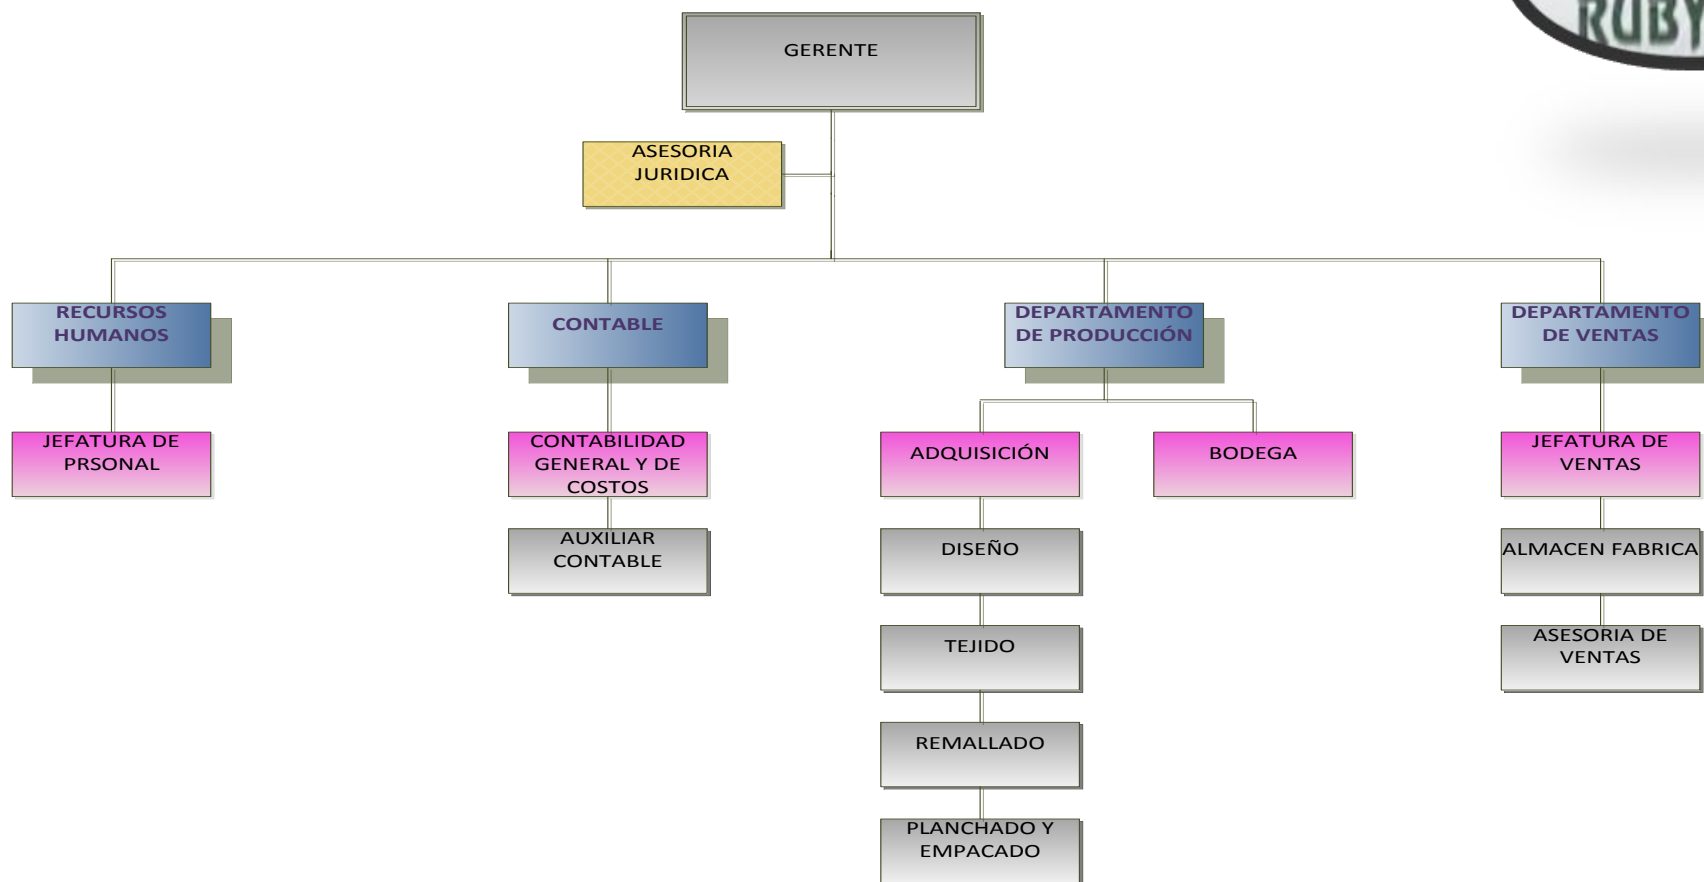 RUBY
GERENTE
ASESORIA
JURIDICA
RECURSOS
HUMANOS
CONTABLE
DEPARTAMENTO
DE PRODUCCIÓN
DEPARTAMENTO
DE VENTAS
JEFATURA DE
PRSONAL
CONTABILIDAD
GENERAL Y DE
COSTOS
ADQUISICIÓN
BODEGA
JEFATURA DE
VENTAS
AUXILIAR
CONTABLE
DISEÑO
ALMACEN FABRICA
TEJIDO
ASESORIA DE
VENTAS
REMALLADO
PLANCHADO Y
EMPACADO